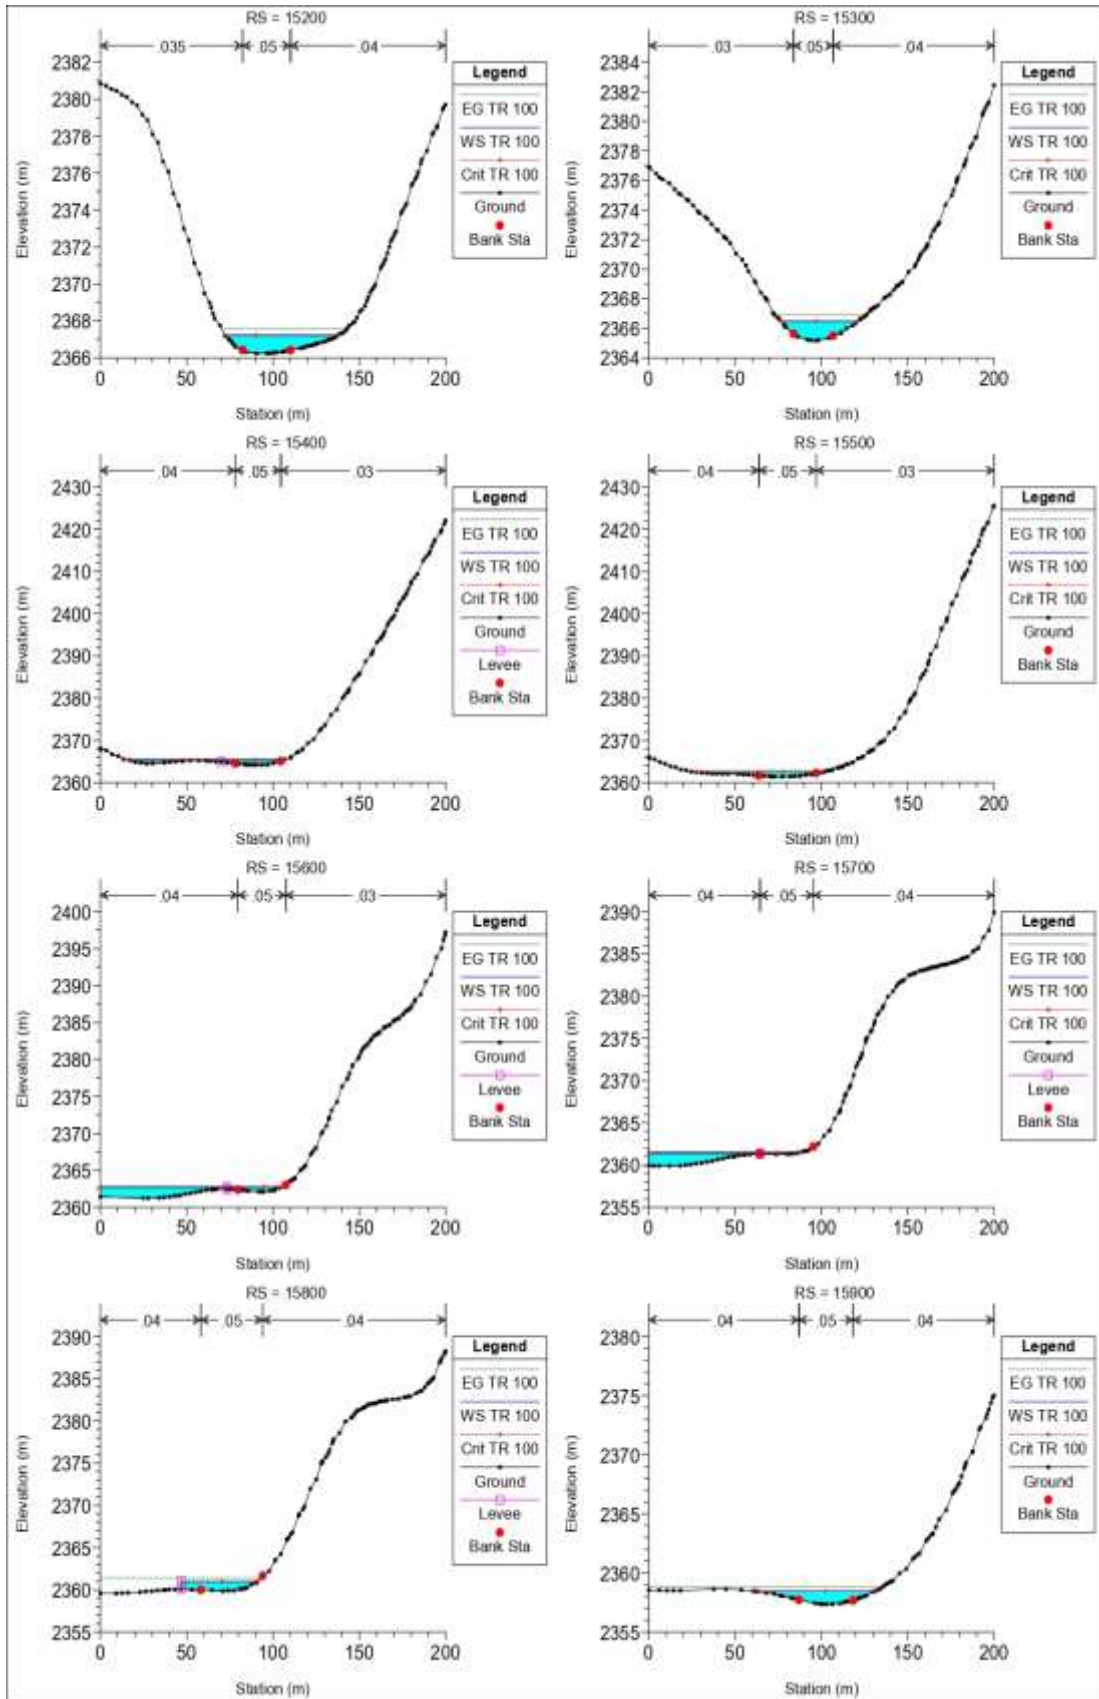 RS = 15200
.035 .05 .04
2382
2380
2378
2376
2374
2372
2370
2368
2366
Elevation (m)
0 50 100 150 200
Station (m)
Legend
EG TR 100
WS TR 100
Crit TR 100
Ground
Bank Sta
RS = 15300
.03 .05 .04
2384
2382
2380
2378
2376
2374
2372
2370
2368
2366
2364
Elevation (m)
0 50 100 150 200
Station (m)
Legend
EG TR 100
WS TR 100
Crit TR 100
Ground
Bank Sta
RS = 15400
.04 .05 .03
2430
2420
2410
2400
2390
2380
2370
2360
Elevation (m)
0 50 100 150 200
Station (m)
Legend
EG TR 100
WS TR 100
Crit TR 100
Ground
Levee
Bank Sta
RS = 15500
.04 .05 .03
2430
2420
2410
2400
2390
2380
2370
2360
Elevation (m)
0 50 100 150 200
Station (m)
Legend
EG TR 100
WS TR 100
Crit TR 100
Ground
Bank Sta
RS = 15600
.04 .05 .03
2400
2395
2390
2385
2380
2375
2370
2365
2360
Elevation (m)
0 50 100 150 200
Station (m)
Legend
EG TR 100
WS TR 100
Crit TR 100
Ground
Levee
Bank Sta
RS = 15700
.04 .05 .04
2390
2385
2380
2375
2370
2365
2360
2355
Elevation (m)
0 50 100 150 200
Station (m)
Legend
EG TR 100
WS TR 100
Crit TR 100
Ground
Levee
Bank Sta
RS = 15800
.04 .05 .04
2390
2385
2380
2375
2370
2365
2360
2355
Elevation (m)
0 50 100 150 200
Station (m)
Legend
EG TR 100
WS TR 100
Crit TR 100
Ground
Levee
Bank Sta
RS = 15900
.04 .05 .04
2380
2375
2370
2365
2360
2355
Elevation (m)
0 50 100 150 200
Station (m)
Legend
EG TR 100
WS TR 100
Crit TR 100
Ground
Bank Sta